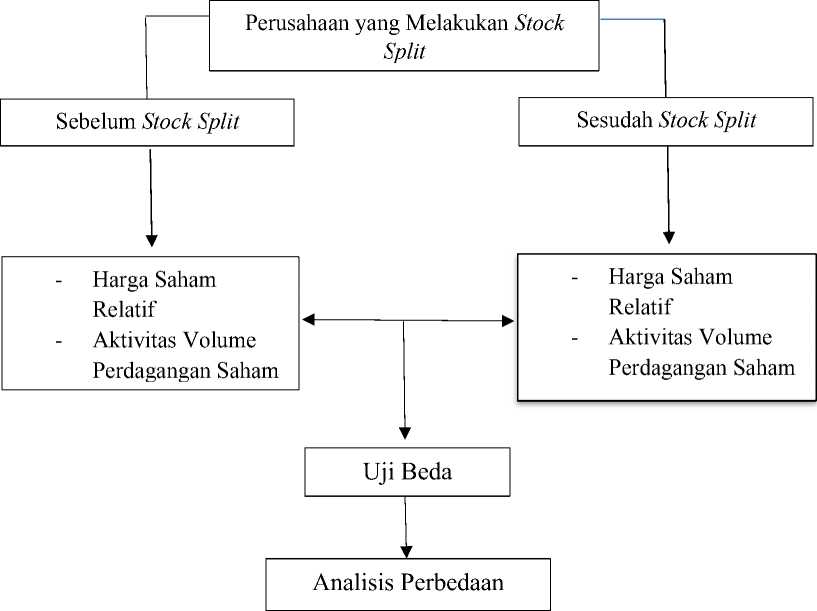 Perusahaan yang Melakukan Stock
Split
Sebelum Stock Split
Sesudah Stock Split
- Harga Saham
Relatif
- Aktivitas Volume
Perdagangan Saham
- Harga Saham
Relatif
- Aktivitas Volume
Perdagangan Saham
Uji Beda
Analisis Perbedaan